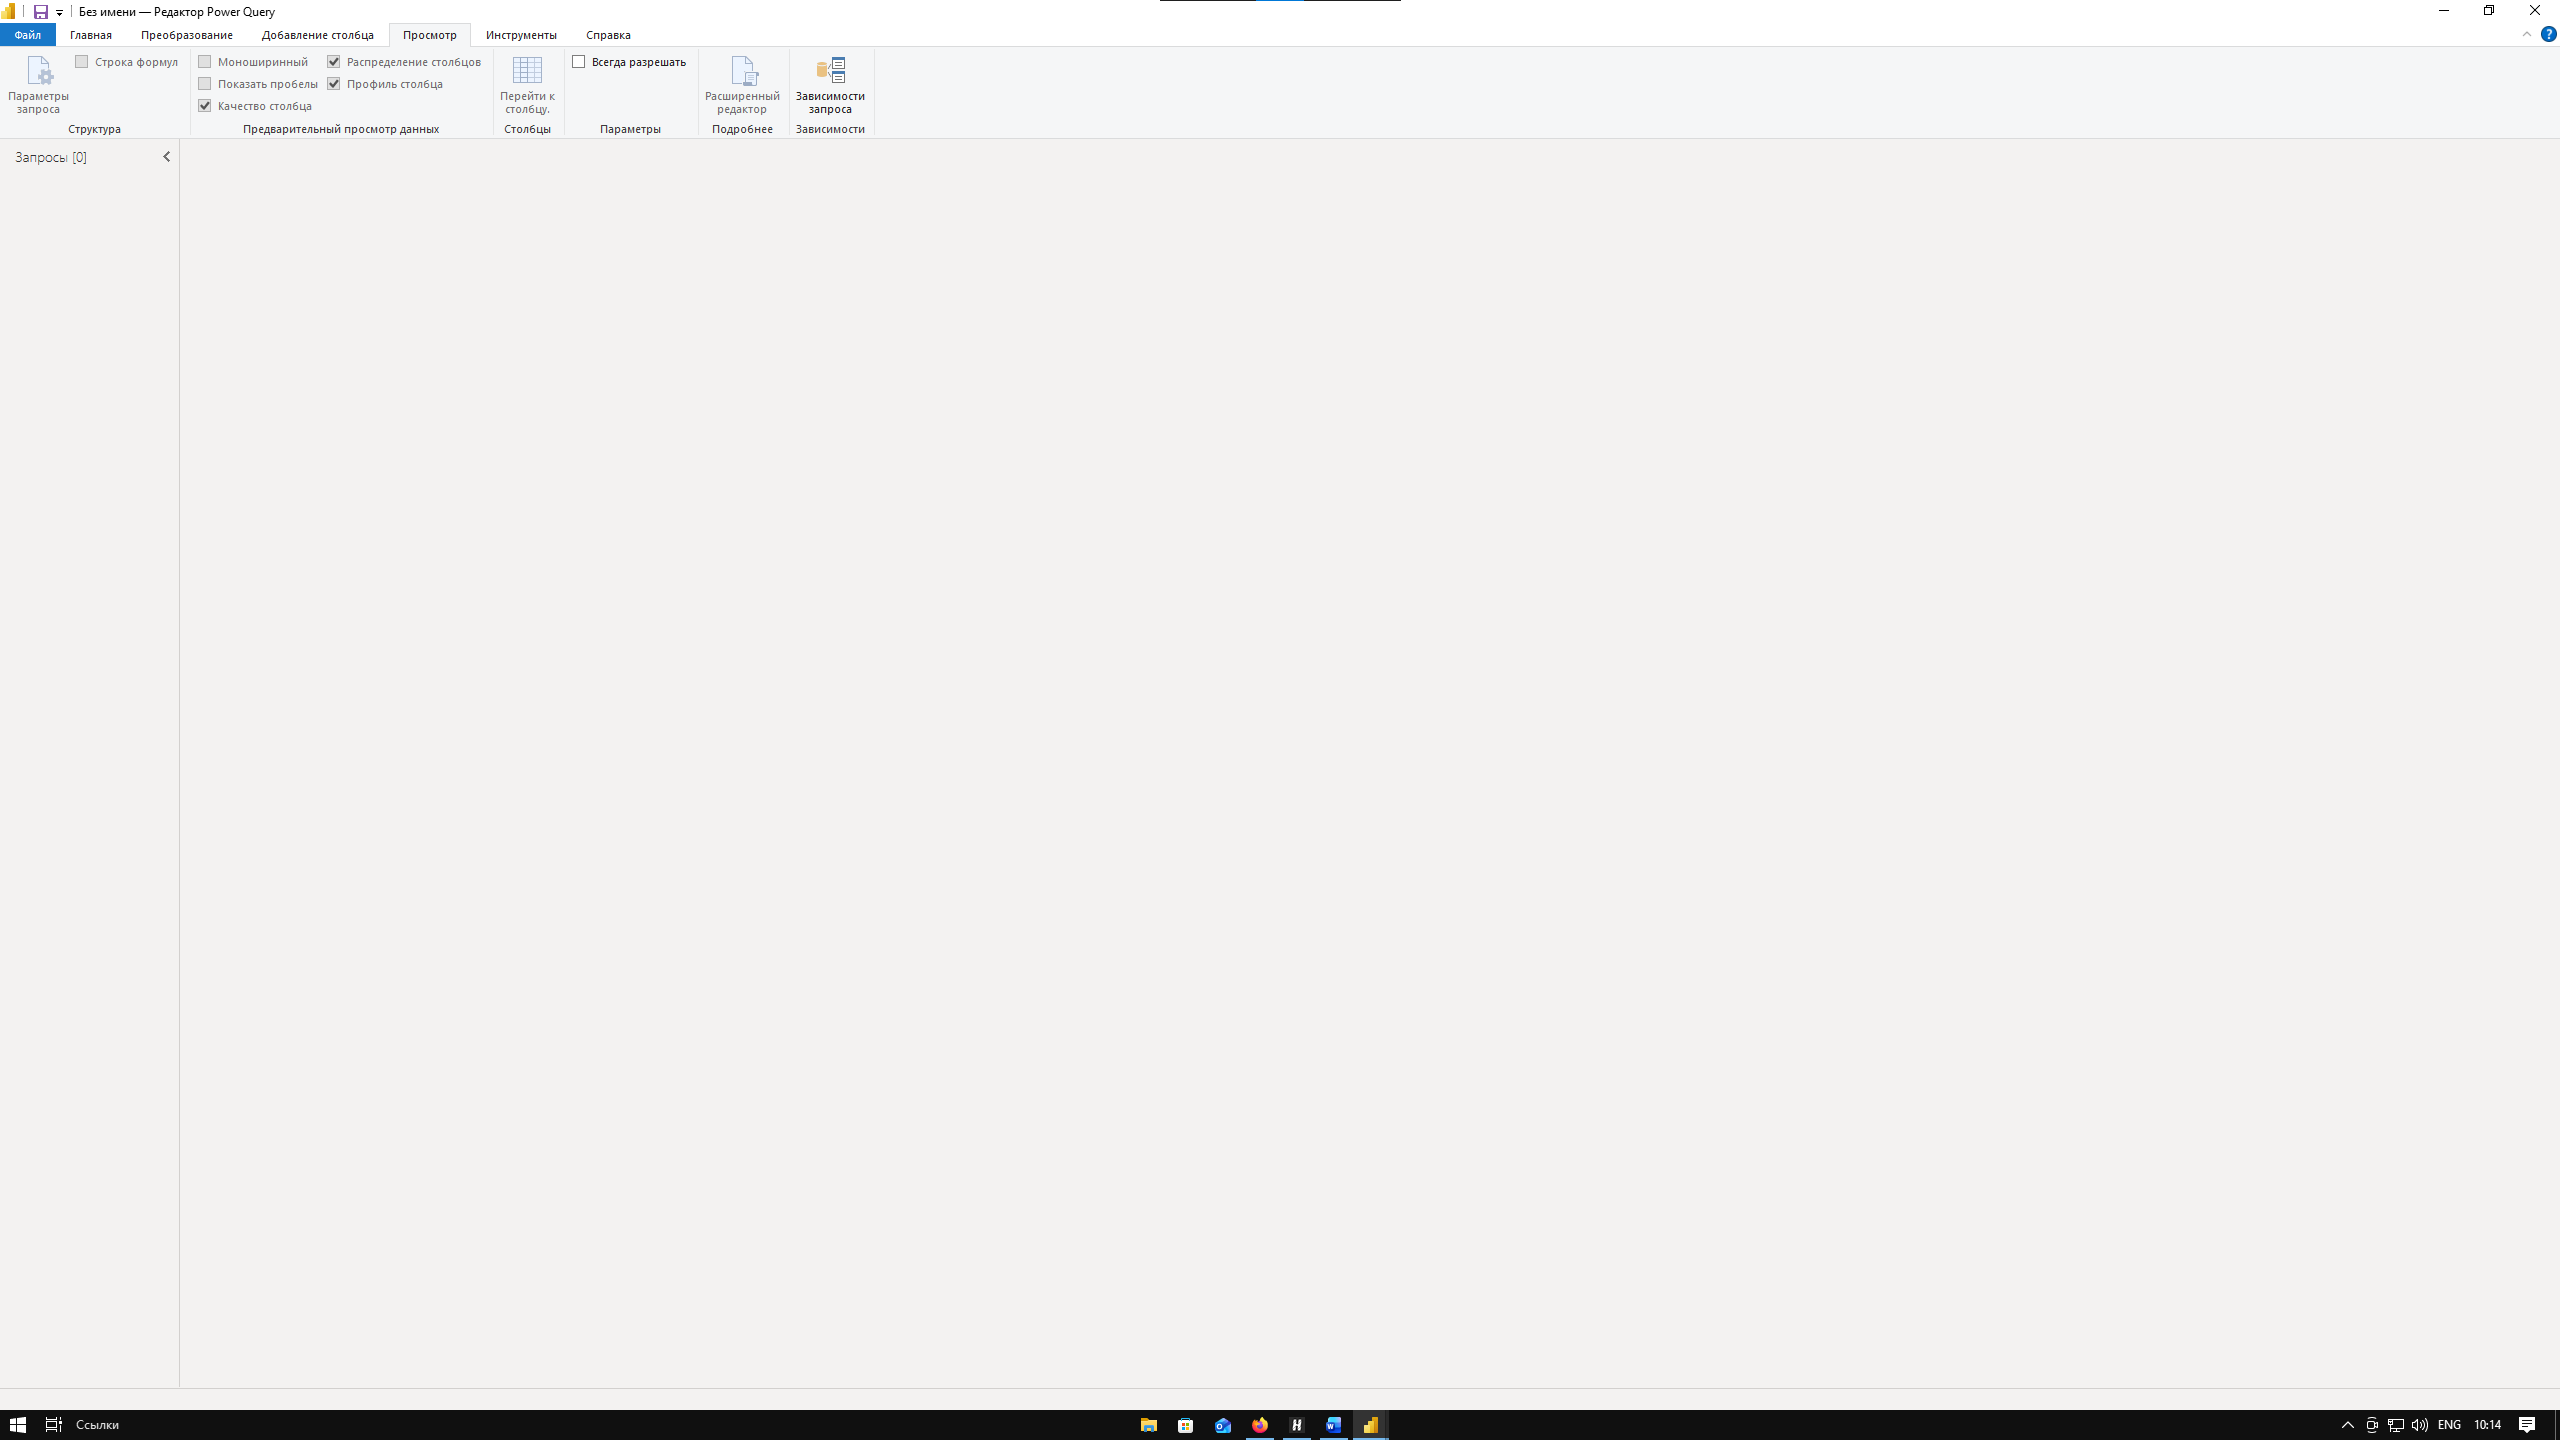 Без имени — Редактор Power Query
Файл Главная Преобразование Добавление столбца Просмотр Инструменты Справка
Параметры запроса
Строка формул
Структура
Моноширинный
Показать пробелы
Качество столбца
Распределение столбцов
Профиль столбца
Предварительный просмотр данных
Перейти к
столбцу.
Столбцы
Всегда разрешать
Параметры
Расширенный
редактор
Подробнее
Зависимости
запроса
Зависимости
Запросы [0]
Ссылки
ENG 10:14